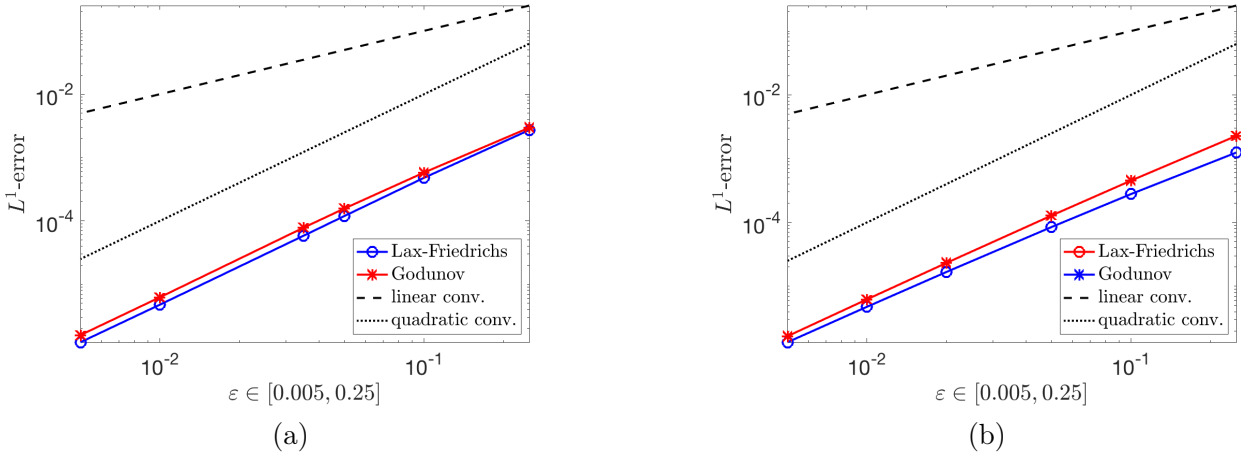 10^-2
10^-4
L^1-error
Lax-Friedrichs
Godunov
linear conv.
quadratic conv.
10^-2
10^-1
ε ∈ [0.005, 0.25]
(a)
10^-2
10^-4
L^1-error
Lax-Friedrichs
Godunov
linear conv.
quadratic conv.
10^-2
10^-1
ε ∈ [0.005, 0.25]
(b)